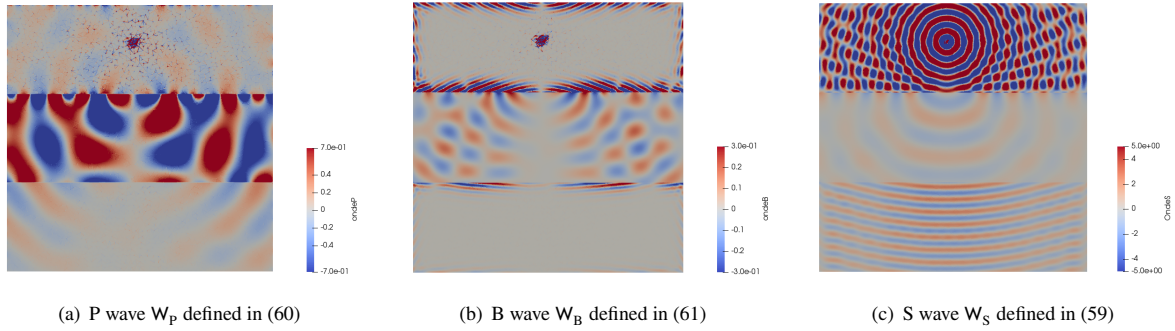 7.0e-01
0.4
0.2
0
-0.2
-0.4
-7.0e-01
ondeP
3.0e-01
0.2
0.1
0
-0.1
-0.2
-3.0e-01
ondeB
5.0e+00
4
2
0
-2
-4
-5.0e+00
OndeS
(a) P wave W_P defined in (60)
(b) B wave W_B defined in (61)
(c) S wave W_S defined in (59)